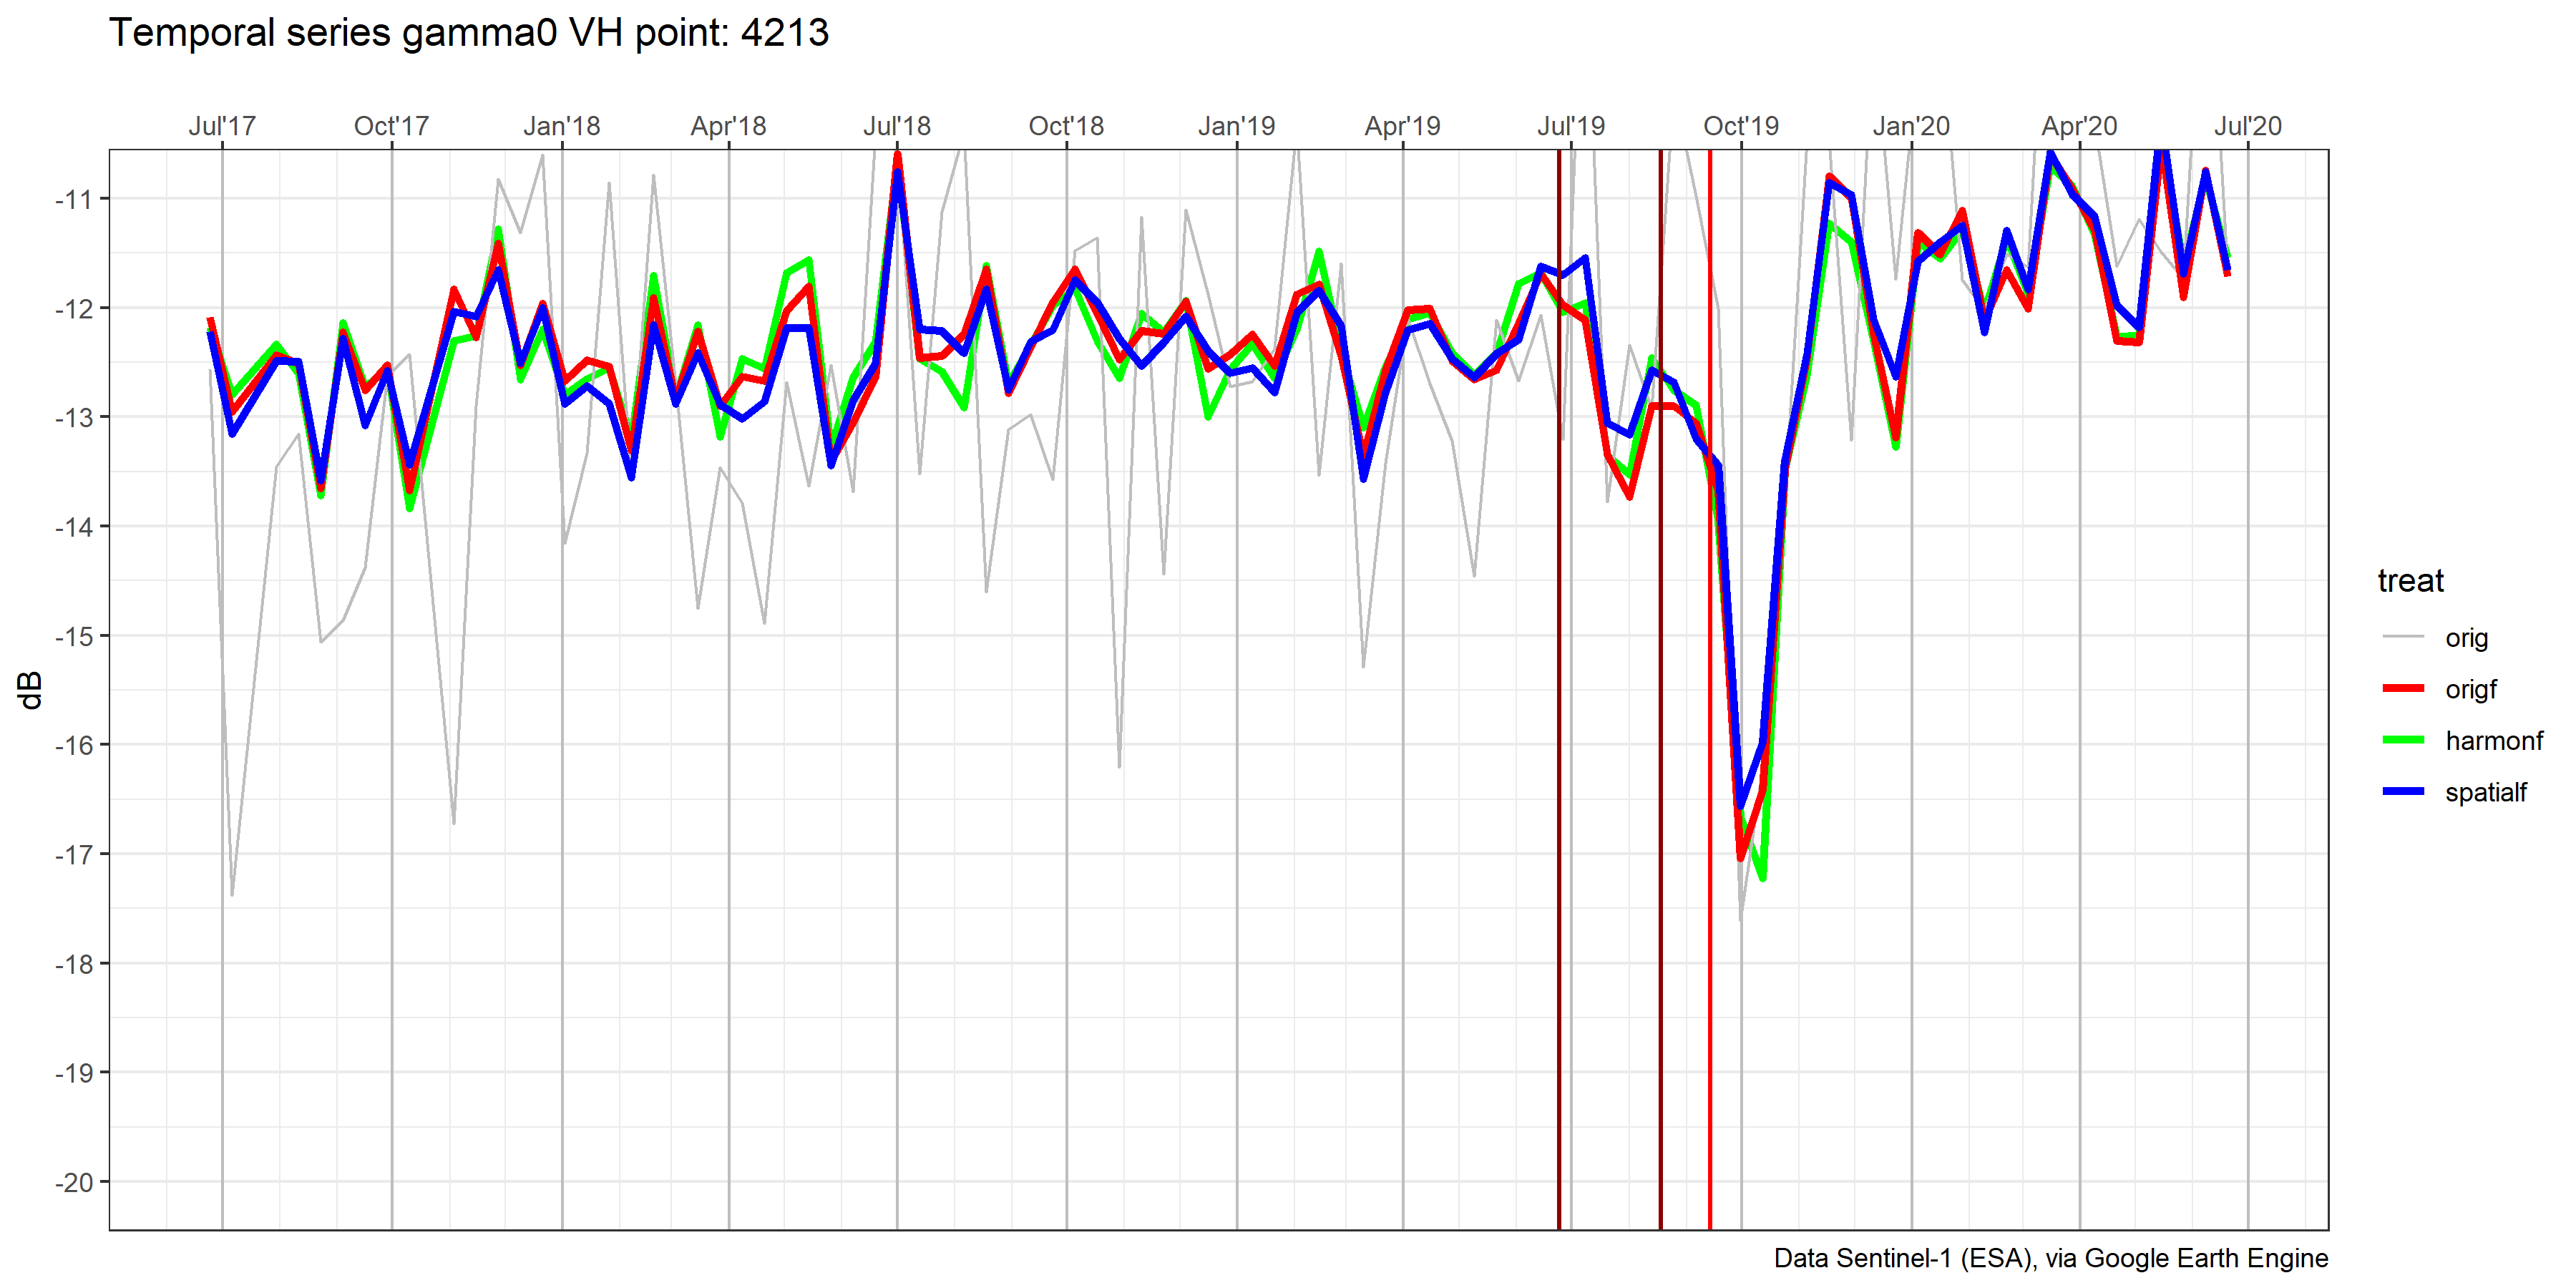 Temporal series gamma0 VH point: 4213
Jul'17 Oct'17 Jan'18 Apr'18 Jul'18 Oct'18 Jan'19 Apr'19 Jul'19 Oct'19 Jan'20 Apr'20 Jul'20
-11
-12
-13
-14
-15
-16
-17
-18
-19
-20
dB
treat
orig
origf
harmonf
spatialf
Data Sentinel-1 (ESA), via Google Earth Engine